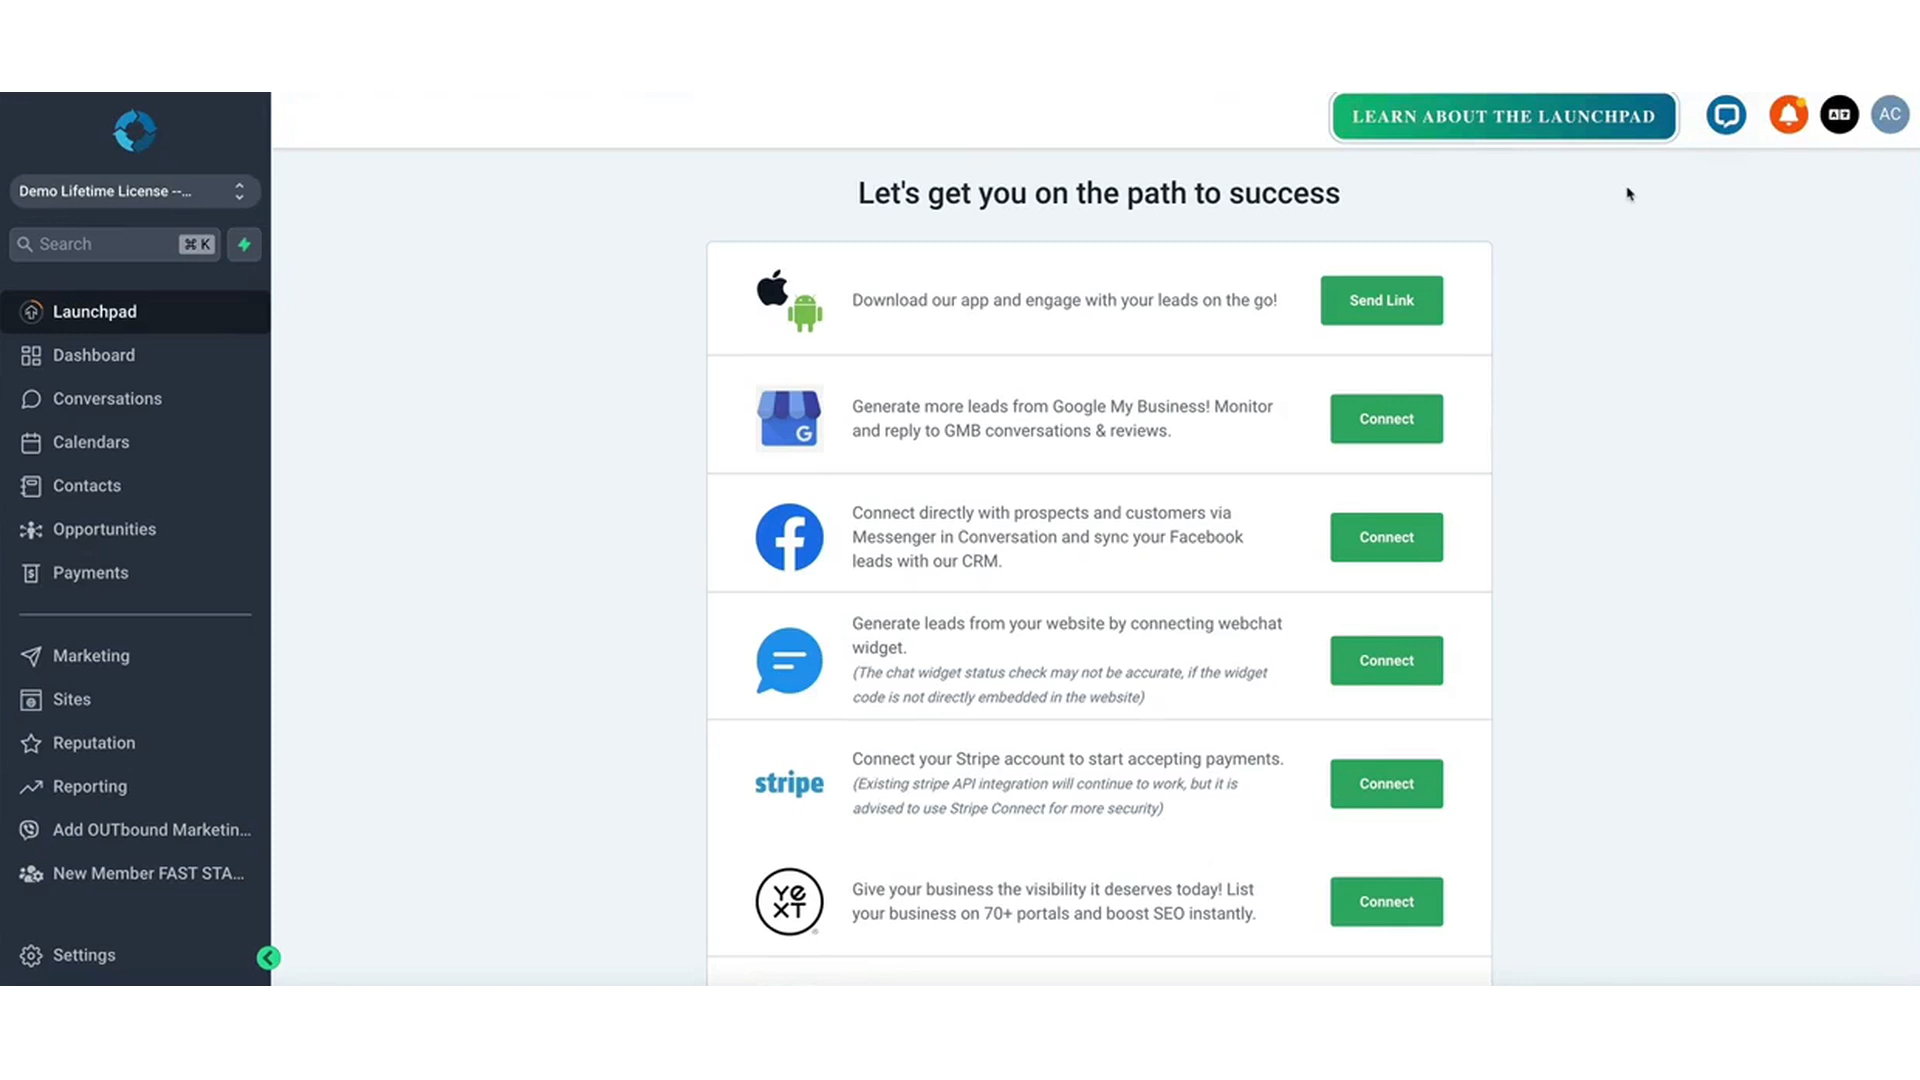 LEARN ABOUT THE LAUNCHPAD
AC
Demo Lifetime License --...
Search
⌘ K
Launchpad
Dashboard
Conversations
Calendars
Contacts
Opportunities
Payments
Marketing
Sites
Reputation
Reporting
Add OUTbound Marketin...
New Member FAST STA...
Settings
Let's get you on the path to success
Download our app and engage with your leads on the go!
Send Link
G
Generate more leads from Google My Business! Monitor
and reply to GMB conversations & reviews.
Connect
Connect directly with prospects and customers via
Messenger in Conversation and sync your Facebook
leads with our CRM.
Connect
Generate leads from your website by connecting webchat
widget.
(The chat widget status check may not be accurate, if the widget
code is not directly embedded in the website)
Connect
stripe
Connect your Stripe account to start accepting payments.
(Existing stripe API integration will continue to work, but it is
advised to use Stripe Connect for more security)
Connect
Ye
XT
Give your business the visibility it deserves today! List
your business on 70+ portals and boost SEO instantly.
Connect